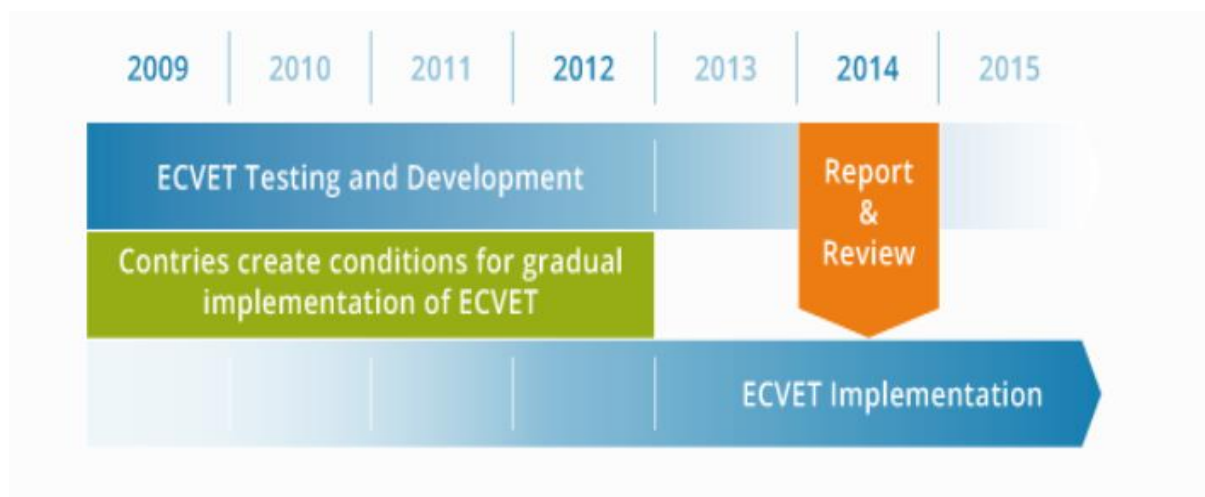 2009 2010 2011 2012 2013 2014 2015
ECVET Testing and Development
Report
&
Review
Contries create conditions for gradual
implementation of ECVET
ECVET Implementation